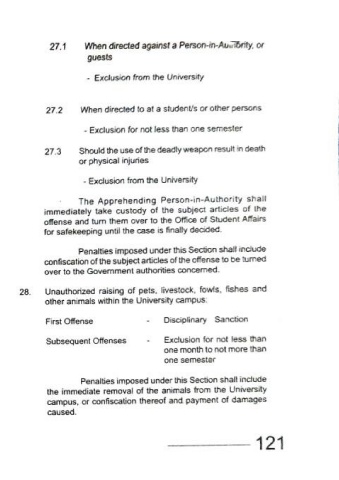 27.1 When directed against a Person-in-Authority, or
guests
- Exclusion from the University
27.2 When directed to at a student/s or other persons
- Exclusion for not less than one semester
27.3 Should the use of the deadly weapon result in death
or physical injuries
- Exclusion from the University
The Apprehending Person-in-Authority shall
immediately take custody of the subject articles of the
offense and turn them over to the Office of Student Affairs
for safekeeping until the case is finally decided.
Penalties imposed under this Section shall include
confiscation of the subject articles of the offense to be turned
over to the Government authorities concerned.
28. Unauthorized raising of pets, livestock, fowls, fishes and
other animals within the University campus:
First Offense - Disciplinary Sanction
Subsequent Offenses - Exclusion for not less than
one month to not more than
one semester
Penalties imposed under this Section shall include
the immediate removal of the animals from the University
campus, or confiscation thereof and payment of damages
caused.
121